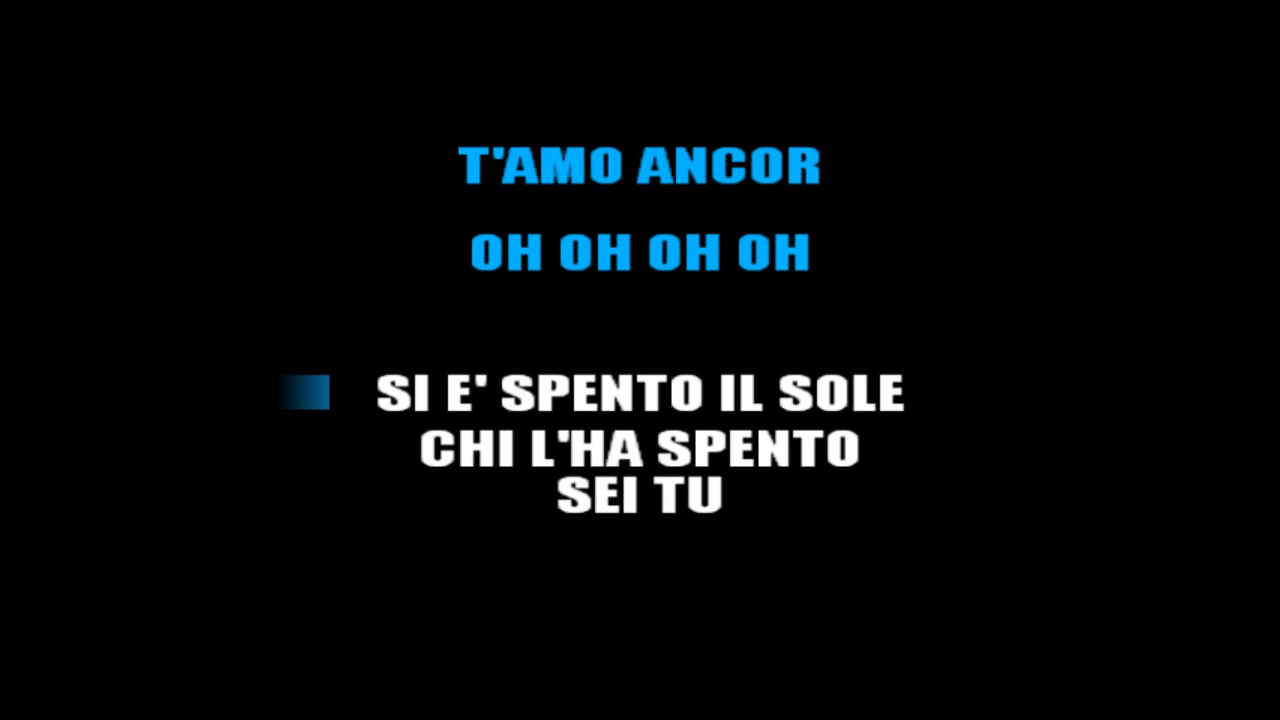 T'AMO ANCOR
OH OH OH OH
SI E' SPENTO IL SOLE
CHI L'HA SPENTO
SEI TU